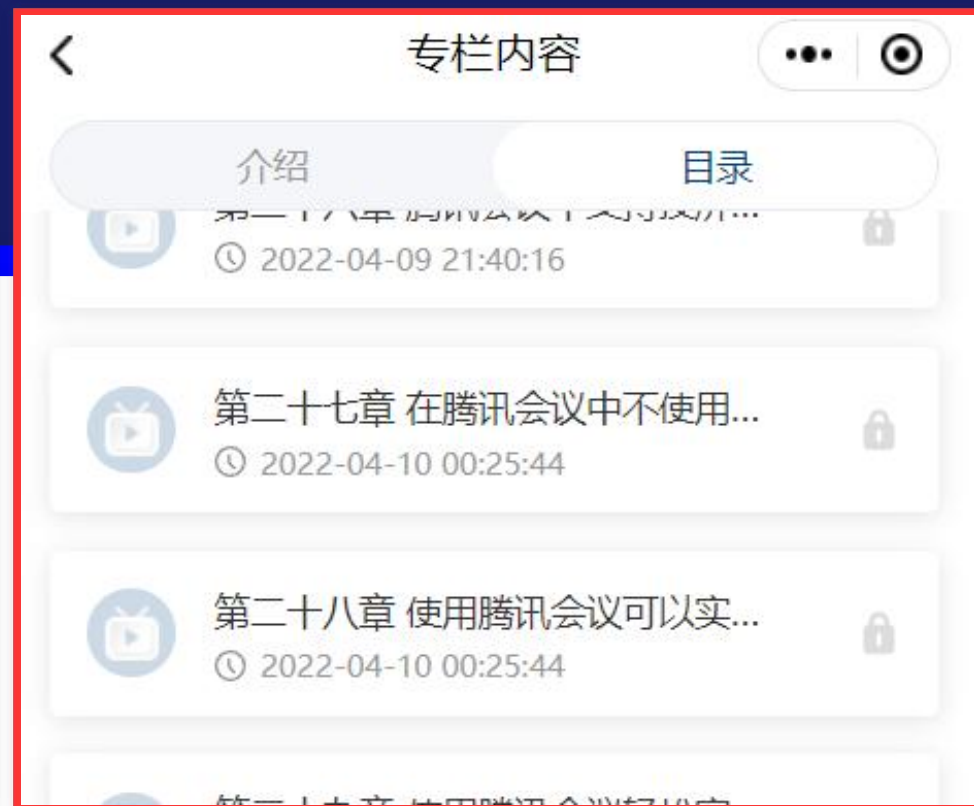 专栏内容
介绍
目录
2022-04-09 21:40:16
第二十七章 在腾讯会议中不使用...
2022-04-10 00:25:44
第二十八章 使用腾讯会议可以实...
2022-04-10 00:25:44